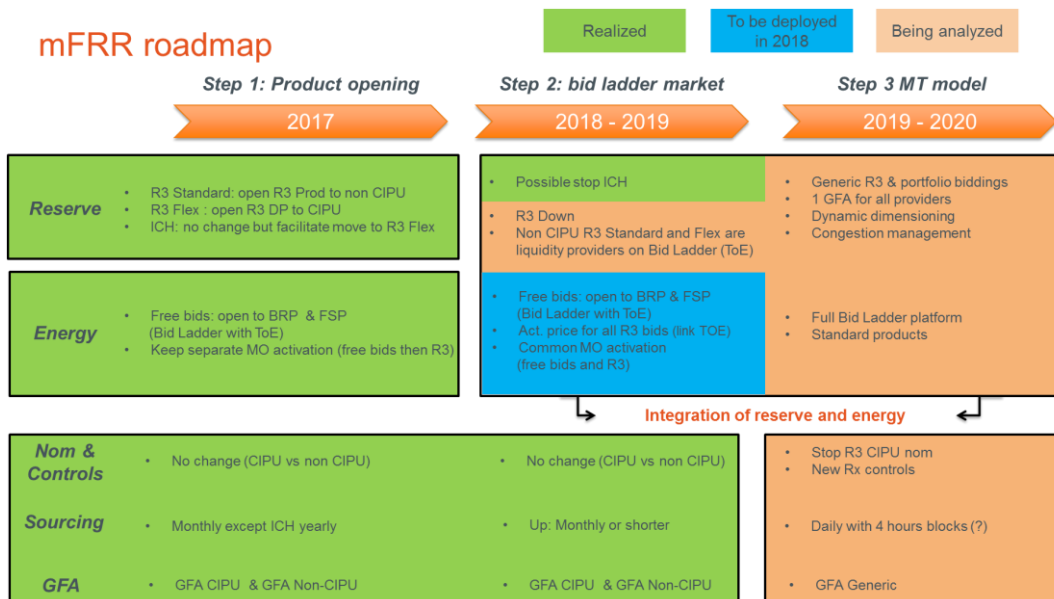 mFRR roadmap
Realized
To be deployed
in 2018
Being analyzed
Step 1: Product opening
Step 2: bid ladder market
Step 3 MT model
2017
2018 - 2019
2019 - 2020
Reserve
• R3 Standard: open R3 Prod to non CIPU
• R3 Flex : open R3 DP to CIPU
• ICH: no change but facilitate move to R3 Flex
• Possible stop ICH
• R3 Down
• Non CIPU R3 Standard and Flex are
liquidity providers on Bid Ladder (ToE)
• Generic R3 & portfolio biddings
• 1 GFA for all providers
• Dynamic dimensioning
• Congestion management
Energy
• Free bids: open to BRP & FSP
(Bid Ladder with ToE)
• Keep separate MO activation (free bids then R3)
• Free bids: open to BRP & FSP
(Bid Ladder with ToE)
• Act. price for all R3 bids (link TOE)
• Common MO activation
(free bids and R3)
• Full Bid Ladder platform
• Standard products
Integration of reserve and energy
Nom &
Controls
• No change (CIPU vs non CIPU)
• No change (CIPU vs non CIPU)
• Stop R3 CIPU nom
• New Rx controls
Sourcing
• Monthly except ICH yearly
• Up: Monthly or shorter
• Daily with 4 hours blocks (?)
GFA
• GFA CIPU & GFA Non-CIPU
• GFA CIPU & GFA Non-CIPU
• GFA Generic